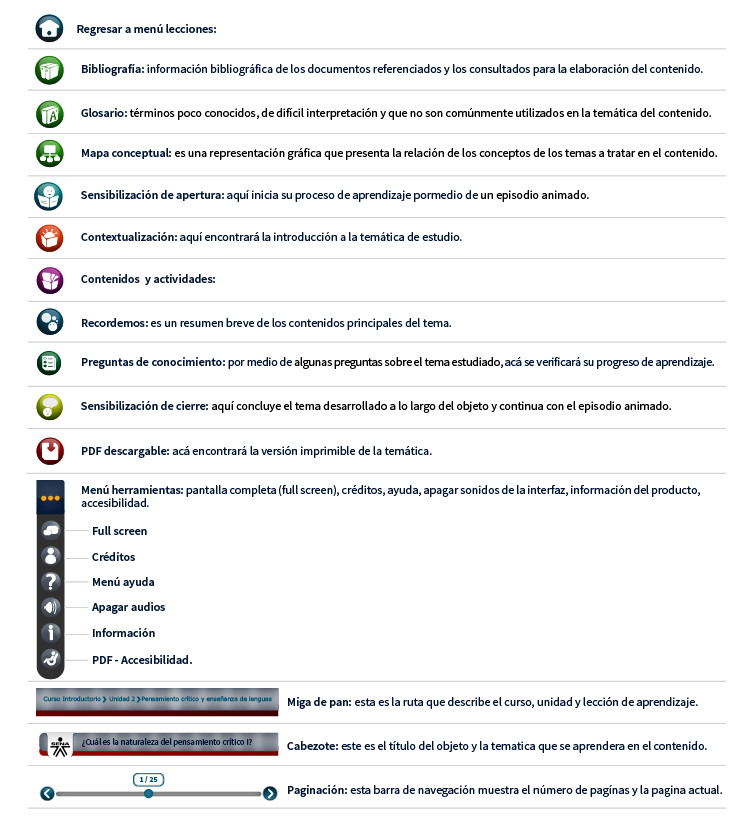 Regresar a menú lecciones:
Bibliografía: información bibliográfica de los documentos referenciados y los consultados para la elaboración del contenido.
A
Glosario: términos poco conocidos, de difícil interpretación y que no son comúnmente utilizados en la temática del contenido.
Mapa conceptual: es una representación gráfica que presenta la relación de los conceptos de los temas a tratar en el contenido.
Sensibilización de apertura: aquí inicia su proceso de aprendizaje pormedio de un episodio animado.
Contextualización: aquí encontrará la introducción a la temática de estudio.
Contenidos y actividades:
Recordemos: es un resumen breve de los contenidos principales del tema.
Preguntas de conocimiento: por medio de algunas preguntas sobre el tema estudiado, acá se verificará su progreso de aprendizaje.
Sensibilización de cierre: aquí concluye el tema desarrollado a lo largo del objeto y continua con el episodio animado.
PDF descargable: acá encontrará la versión imprimible de la temática.
Menú herramientas: pantalla completa (full screen), créditos, ayuda, apagar sonidos de la interfaz, información del producto,
accesibilidad.
Full screen
Créditos
? Menú ayuda
Apagar audios
i Información
PDF - Accesibilidad.
Curso Introductorio ❯ Unidad 2 ❯Pensamiento crítico y enseñanza de lenguas
Miga de pan: esta es la ruta que describe el curso, unidad y lección de aprendizaje.
SENA
¿Cuál es la naturaleza del pensamiento crítico I?
Cabezote: este es el título del objeto y la tematica que se aprendera en el contenido.
1 / 25
Paginación: esta barra de navegación muestra el número de pagínas y la pagina actual.